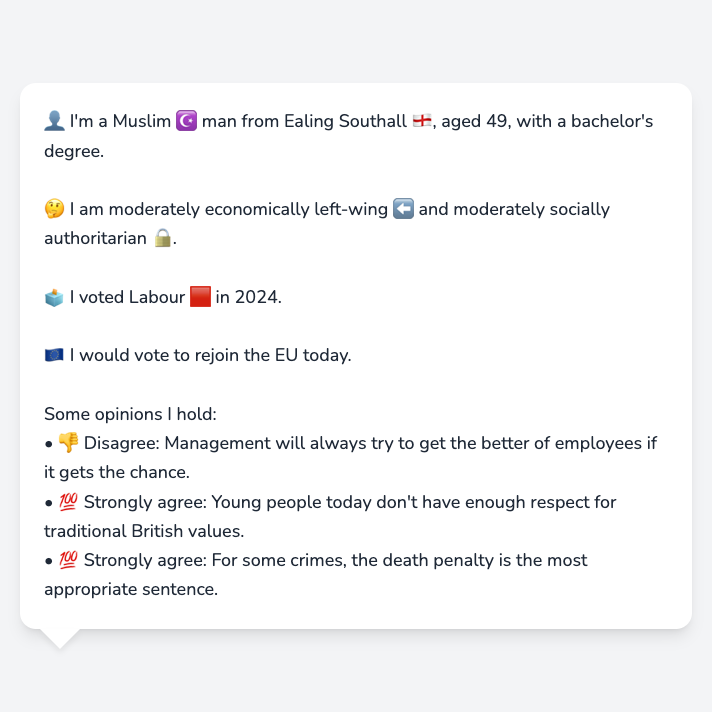 👤 I'm a Muslim ☪️ man from Ealing Southall 🏴󠁧󠁢󠁥󠁮󠁧󠁿, aged 49, with a bachelor's
degree.
🤔 I am moderately economically left-wing ⬅️ and moderately socially
authoritarian 🔒.
🗳️ I voted Labour 🟥 in 2024.
🇪🇺 I would vote to rejoin the EU today.
Some opinions I hold:
• 👎 Disagree: Management will always try to get the better of employees if
it gets the chance.
• 💯 Strongly agree: Young people today don't have enough respect for
traditional British values.
• 💯 Strongly agree: For some crimes, the death penalty is the most
appropriate sentence.